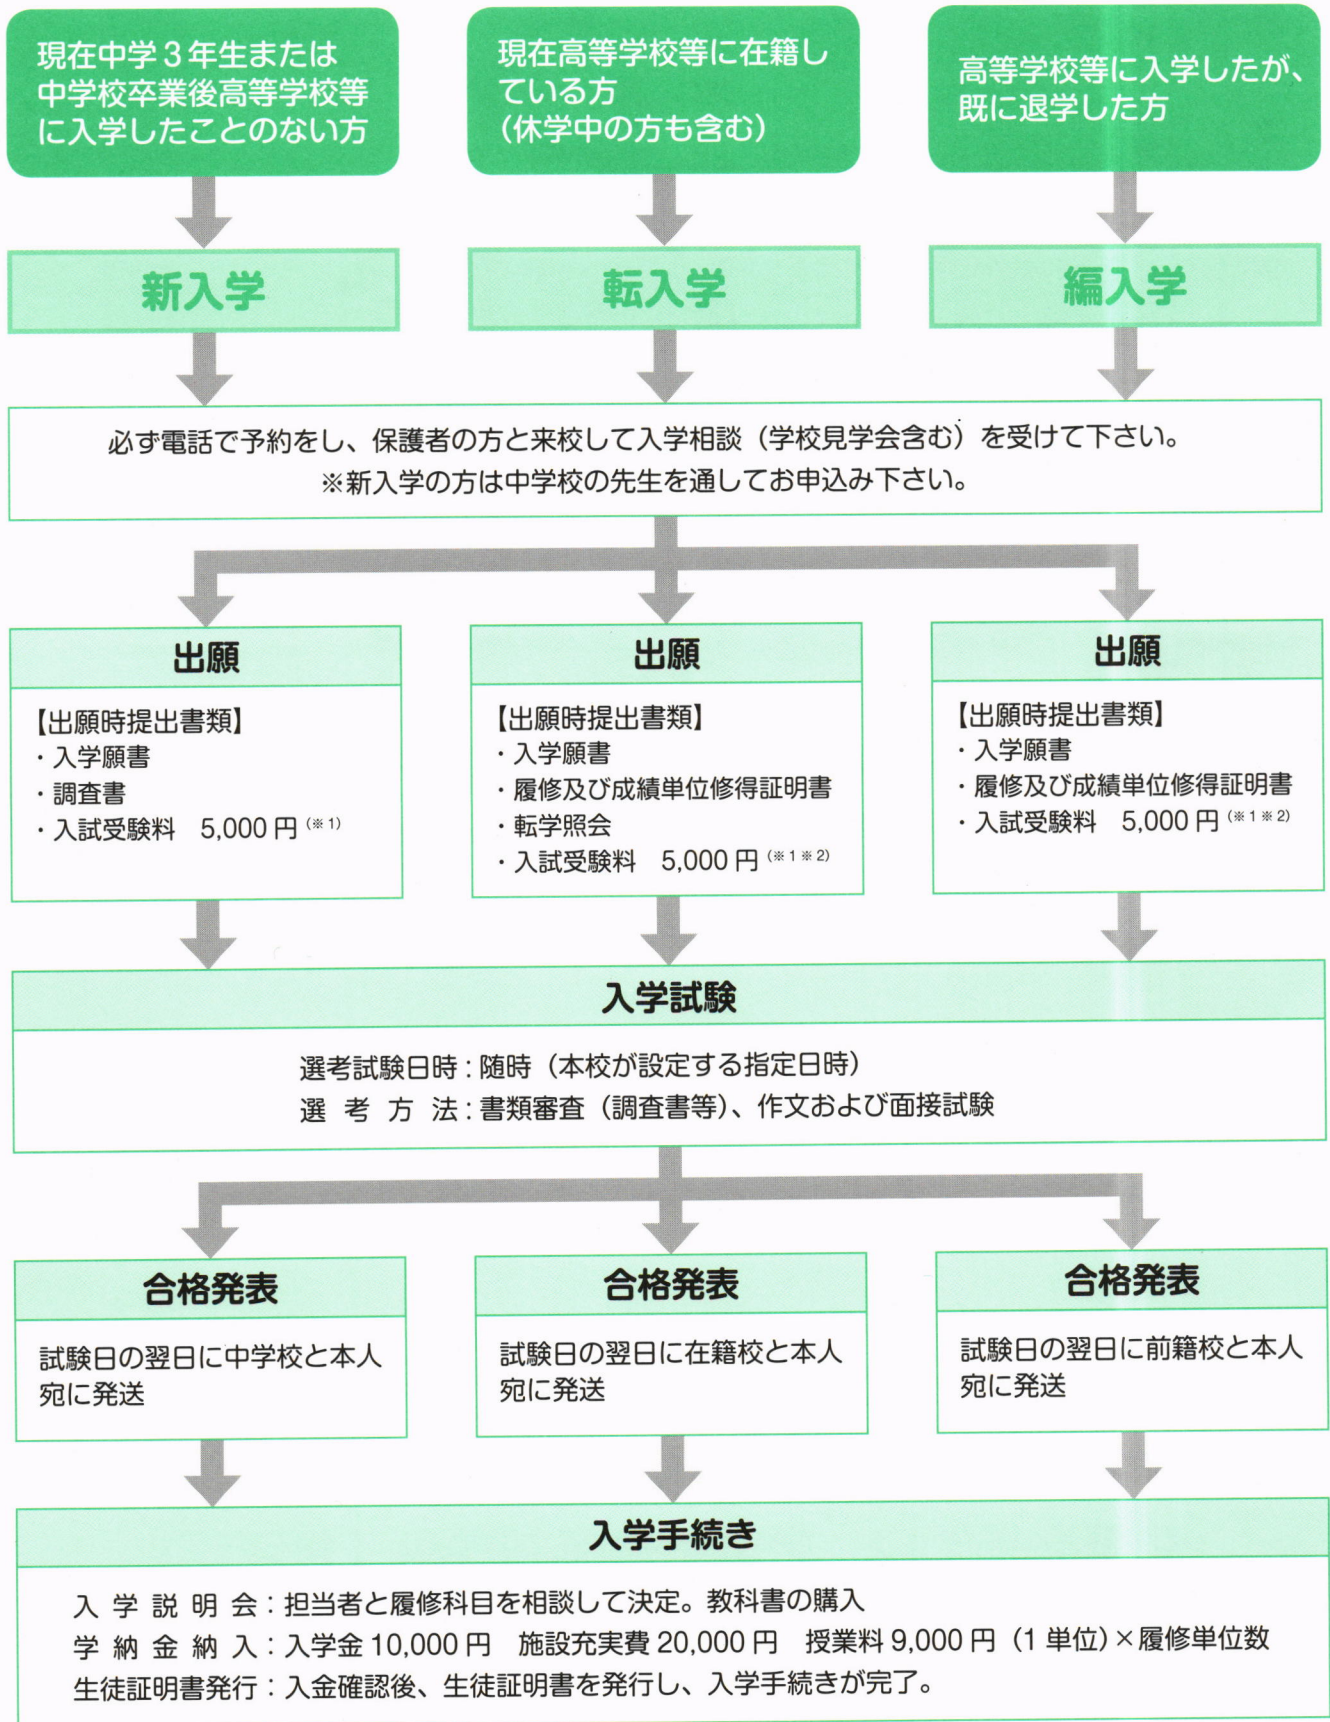 現在中学3年生または
中学校卒業後高等学校等
に入学したことのない方
現在高等学校等に在籍し
ている方
(休学中の方も含む)
高等学校等に入学したが、
既に退学した方
新入学
転入学
編入学
必ず電話で予約をし、保護者の方と来校して入学相談(学校見学会含む)を受けて下さい。
※新入学の方は中学校の先生を通してお申込み下さい。
出願
【出願時提出書類】
・入学願書
・調査書
・入試受験料 5,000円(※1)
出願
【出願時提出書類】
・入学願書
・履修及び成績単位修得証明書
・転学照会
・入試受験料 5,000円(※1※2)
出願
【出願時提出書類】
・入学願書
・履修及び成績単位修得証明書
・入試受験料 5,000円(※1※2)
入学試験
選考試験日時:随時(本校が設定する指定日時)
選考方法:書類審査(調査書等)、作文および面接試験
合格発表
試験日の翌日に中学校と本人
宛に発送
合格発表
試験日の翌日に在籍校と本人
宛に発送
合格発表
試験日の翌日に前籍校と本人
宛に発送
入学手続き
入学説明会:担当者と履修科目を相談して決定。教科書の購入
学納金納入:入学金10,000円 施設充実費20,000円 授業料9,000円(1単位)×履修単位数
生徒証明書発行:入金確認後、生徒証明書を発行し、入学手続きが完了。